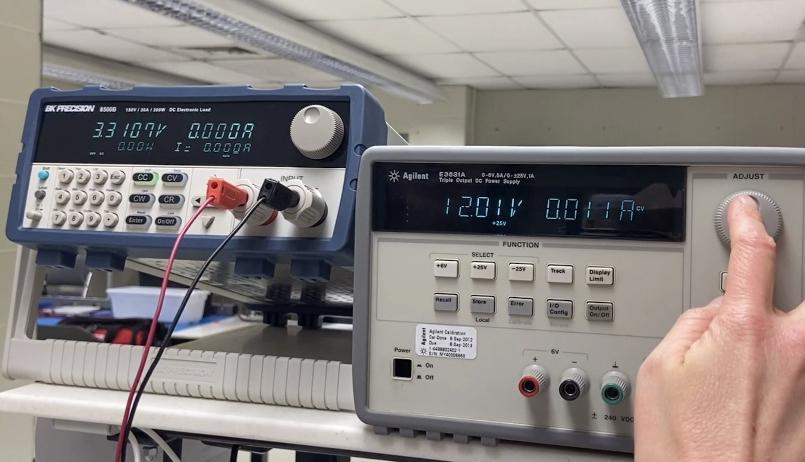 BK PRECISION 8500B 150V / 30A / 300W DC Electronic Load
3.3107V 0.000A
0.00W I= 0.000A
CC CV
CW CR
Enter On/Off
INPUT
Agilent E3631A 0-6V,5A/0-±25V,1A
Triple Output DC Power Supply
12.01V 0.011A CV
+25V
ADJUST
FUNCTION
SELECT
+6V +25V -25V Track Display Limit
Recall Store Error I/O Config Output On/Off
Local
Agilent Calibration
Power
On
Off
6V
+ -
± 240 VDC